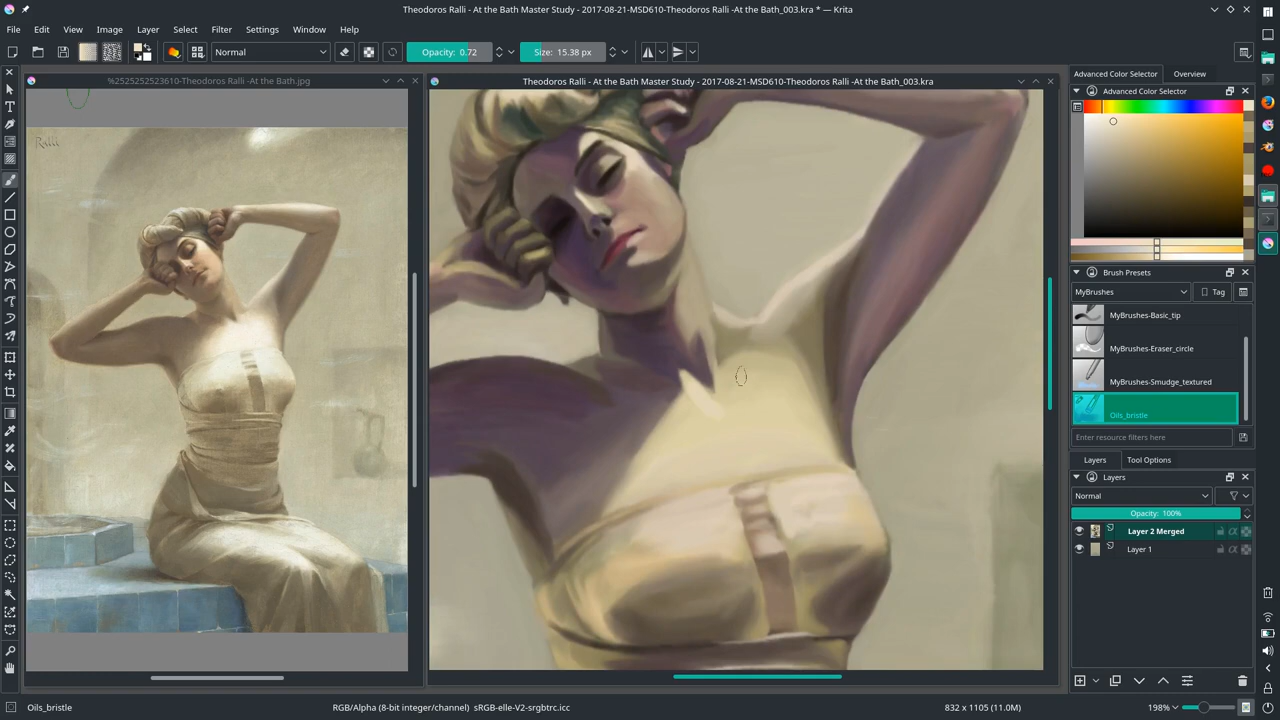 Theodoros Ralli - At the Bath Master Study - 2017-08-21-MSD610-Theodoros Ralli -At the Bath_003.kra * — Krita
File Edit View Image Layer Select Filter Settings Window Help
Normal Opacity: 0.72 Size: 15.38 px
%2525252523610-Theodoros Ralli -At the Bath.jpg
Theodoros Ralli - At the Bath Master Study - 2017-08-21-MSD610-Theodoros Ralli -At the Bath_003.kra
Ralli
Advanced Color Selector Overview
Advanced Color Selector
Brush Presets
MyBrushes Tag
MyBrushes-Basic_tip
MyBrushes-Eraser_circle
MyBrushes-Smudge_textured
Oils_bristle
Enter resource filters here
Layers Tool Options
Layers
Normal
Opacity: 100%
Layer 2 Merged
Layer 1
Oils_bristle RGB/Alpha (8-bit integer/channel) sRGB-elle-V2-srgbtrc.icc 832 x 1105 (11.0M) 198%